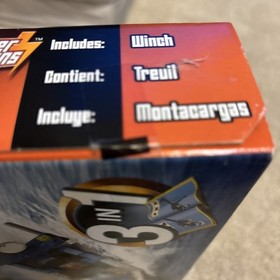 Includes: Winch
Contient: Treuil
Incluye: Montacargas
3 IN 1